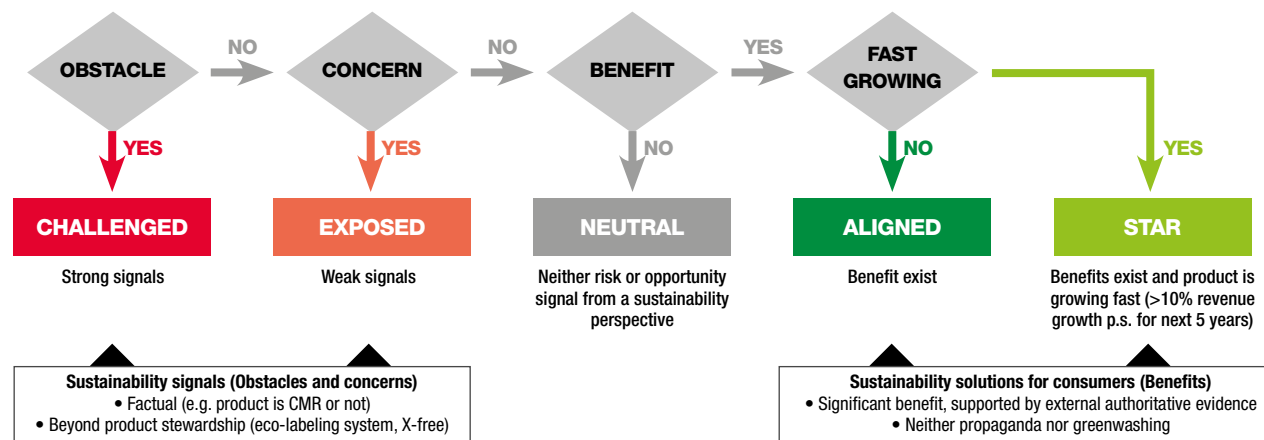 OBSTACLE
NO
CONCERN
NO
BENEFIT
YES
FAST
GROWING
YES
YES
NO
NO
YES
CHALLENGED
EXPOSED
NEUTRAL
ALIGNED
STAR
Strong signals
Weak signals
Neither risk or opportunity
signal from a sustainability
perspective
Benefit exist
Benefits exist and product is
growing fast (>10% revenue
growth p.s. for next 5 years)
Sustainability signals (Obstacles and concerns)
• Factual (e.g. product is CMR or not)
• Beyond product stewardship (eco-labeling system, X-free)
Sustainability solutions for consumers (Benefits)
• Significant benefit, supported by external authoritative evidence
• Neither propaganda nor greenwashing